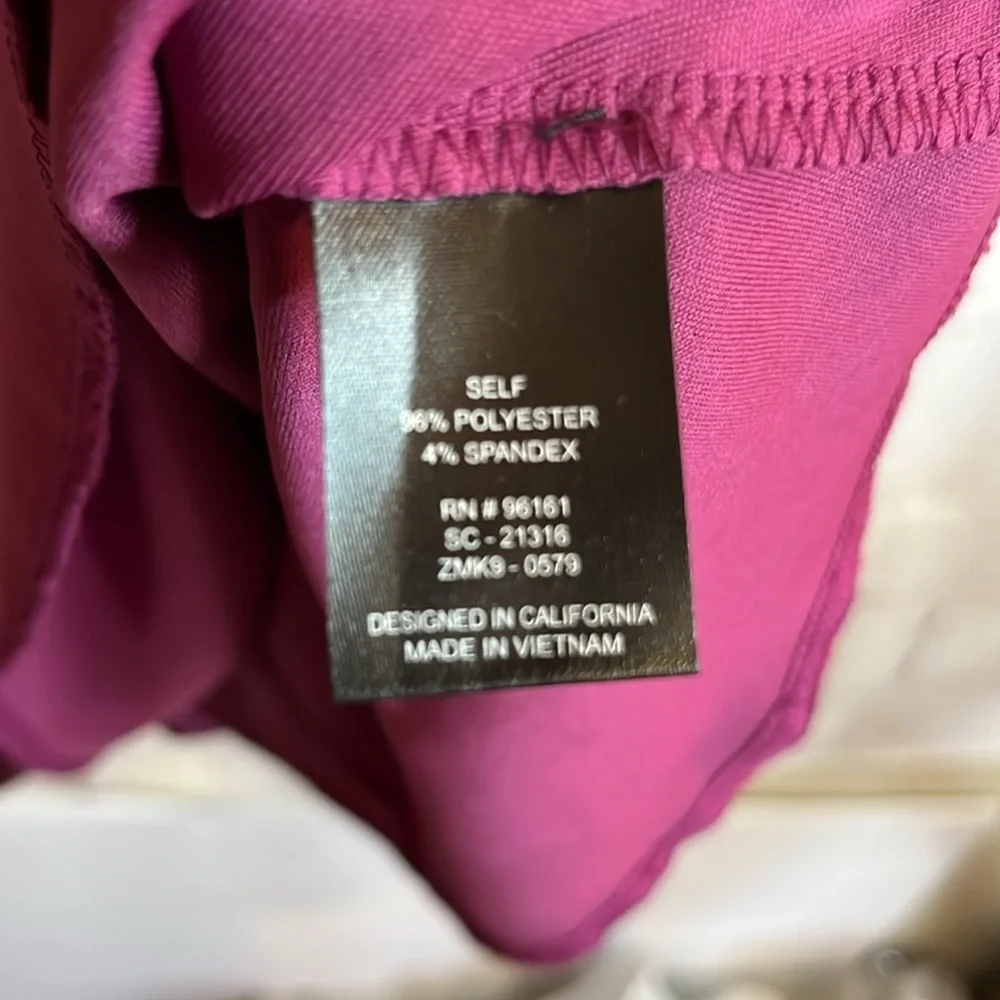 SELF
96% POLYESTER
4% SPANDEX
RN # 96161
SC - 21316
ZMK9 - 0579
DESIGNED IN CALIFORNIA
MADE IN VIETNAM